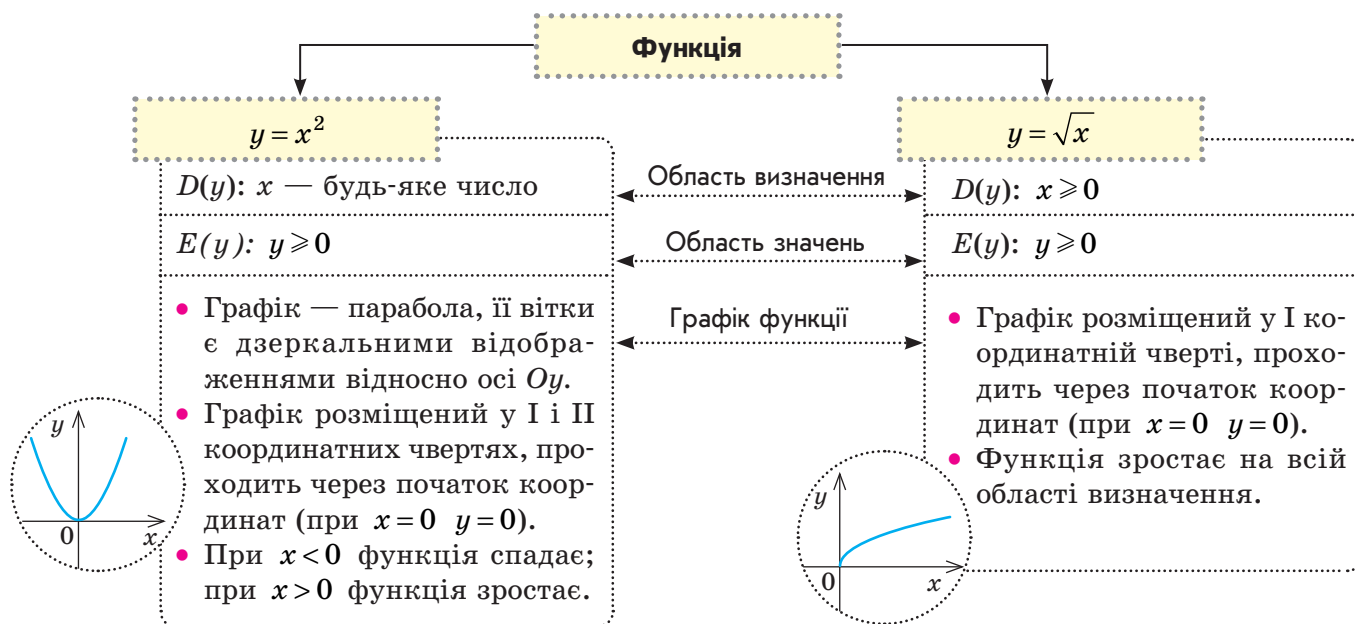 Функція
y = x²
y = √x
D(y): x — будь-яке число
Область визначення
D(y): x ⩾ 0
E(y): y ⩾ 0
Область значень
E(y): y ⩾ 0
• Графік — парабола, її вітки
є дзеркальними відобра-
женнями відносно осі Oy.
• Графік розміщений у І і ІІ
координатних чвертях, про-
ходить через початок коор-
динат (при x = 0 y = 0).
• При x < 0 функція спадає;
при x > 0 функція зростає.
y
0
x
Графік функції
• Графік розміщений у І ко-
ординатній чверті, прохо-
дить через початок коор-
динат (при x = 0 y = 0).
• Функція зростає на всій
області визначення.
y
0
x